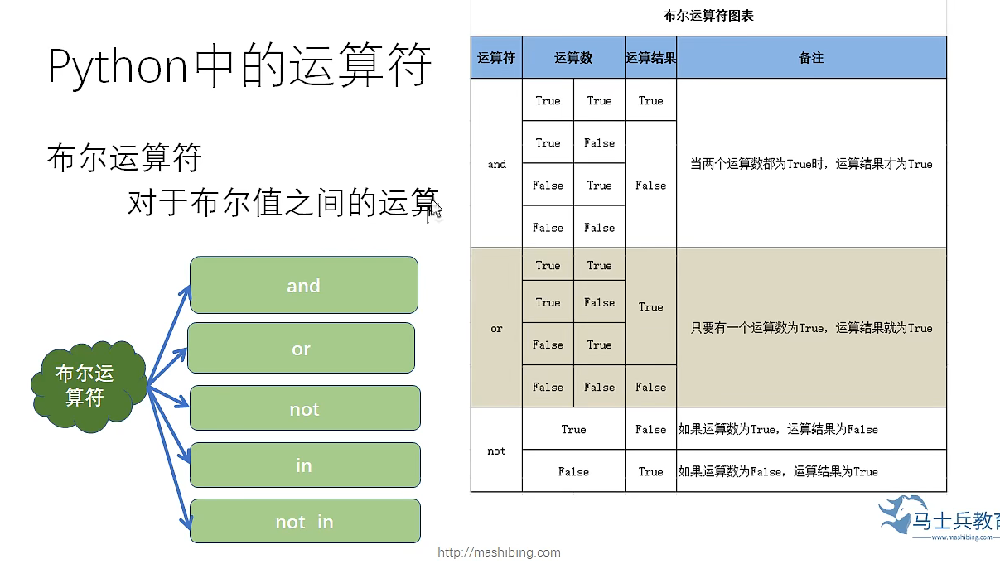 Python中的运算符
布尔运算符
对于布尔值之间的运算
布尔运
算符
and
or
not
in
not in
布尔运算符图表
运算符 运算数 运算结果 备注
and
True True True
True False
False True
False False
False
当两个运算数都为True时，运算结果才为True
or
True True
True False
False True
True
False False False
只要有一个运算数为True，运算结果就为True
not
True False 如果运算数为True，运算结果为False
False True 如果运算数为False，运算结果为True
马士兵教育
www.mashibing.com
http://mashibing.com